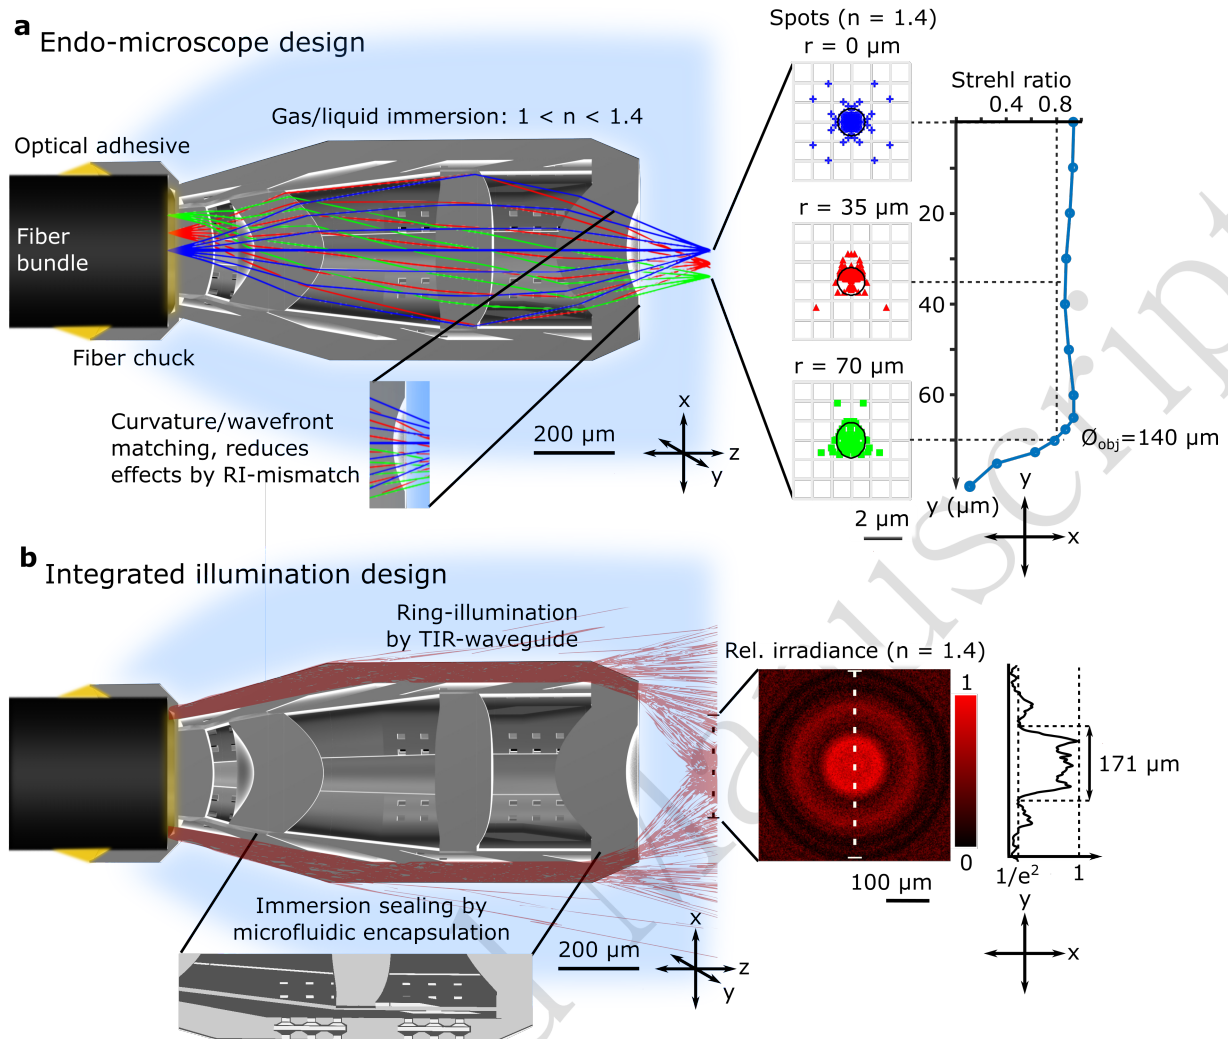 a
Endo-microscope design
Gas/liquid immersion: 1 < n < 1.4
Optical adhesive
Fiber
bundle
Fiber chuck
Curvature/wavefront
matching, reduces
effects by RI-mismatch
200 µm
x
z
y
Spots (n = 1.4)
r = 0 µm
r = 35 µm
r = 70 µm
2 µm
Strehl ratio
0.4 0.8
20
40
60
Øobj=140 µm
y (µm)
y
x
b
Integrated illumination design
Ring-illumination
by TIR-waveguide
Immersion sealing by
microfluidic encapsulation
200 µm
x
z
y
Rel. irradiance (n = 1.4)
1
0
100 µm
171 µm
1/e² 1
y
x
d Manuscript